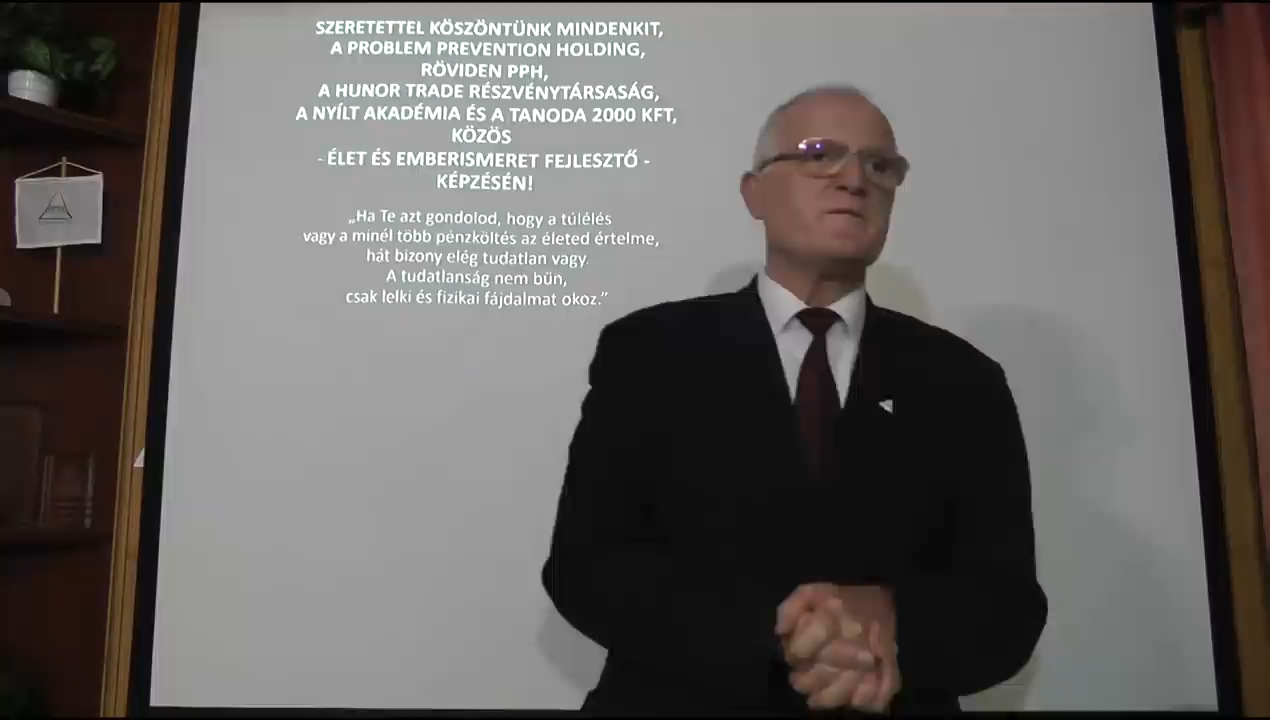 SZERETETTEL KÖSZÖNTÜNK MINDENKIT,
A PROBLEM PREVENTION HOLDING,
RÖVIDEN PPH,
A HUNOR TRADE RÉSZVÉNYTÁRSASÁG,
A NYÍLT AKADÉMIA ÉS A TANODA 2000 KFT,
KÖZÖS
- ÉLET ÉS EMBERISMERET FEJLESZTŐ -
KÉPZÉSÉN!
„Ha Te azt gondolod, hogy a túlélés
vagy a minél több pénzköltés az életed értelme,
hát bizony elég tudatlan vagy.
A tudatlanság nem bün,
csak lelki és fizikai fájdalmat okoz.”